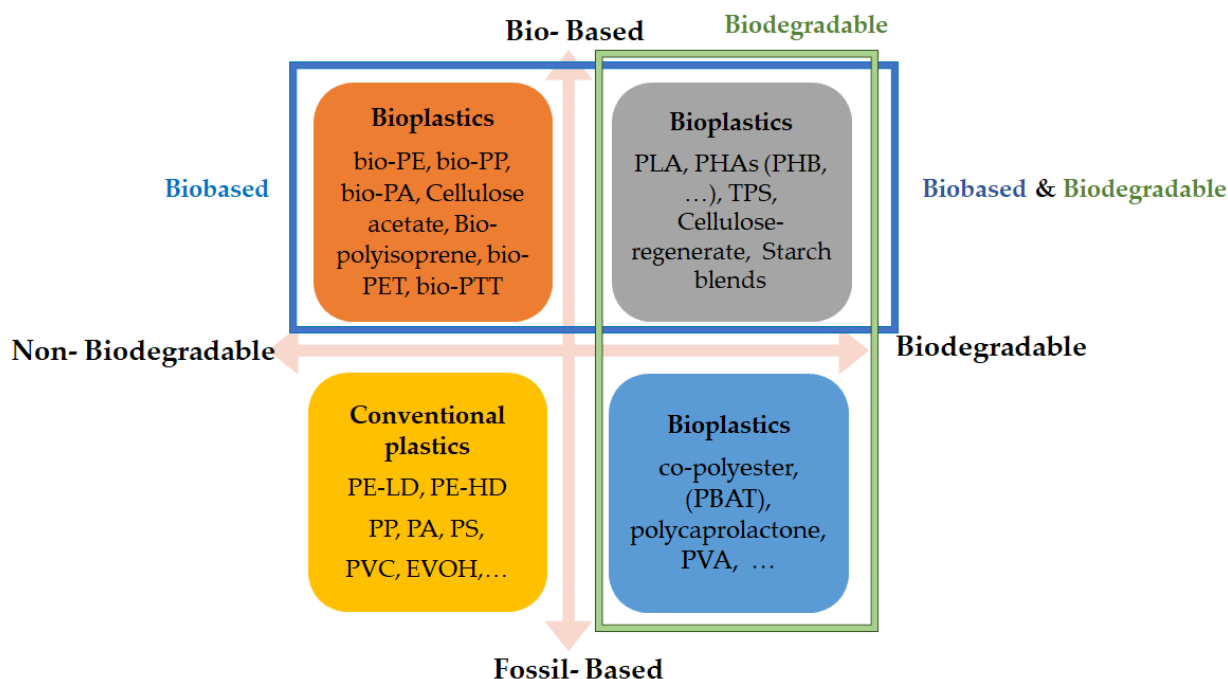 Biodegradable
Bio- Based
Bioplastics
bio-PE, bio-PP,
bio-PA, Cellulose
acetate, Bio-
polyisoprene, bio-
PET, bio-PTT
Bioplastics
PLA, PHAs (PHB,
…), TPS,
Cellulose-
regenerate, Starch
blends
Biobased
Biobased & Biodegradable
Non- Biodegradable
Biodegradable
Conventional
plastics
PE-LD, PE-HD
PP, PA, PS,
PVC, EVOH,…
Bioplastics
co-polyester,
(PBAT),
polycaprolactone,
PVA, …
Fossil- Based